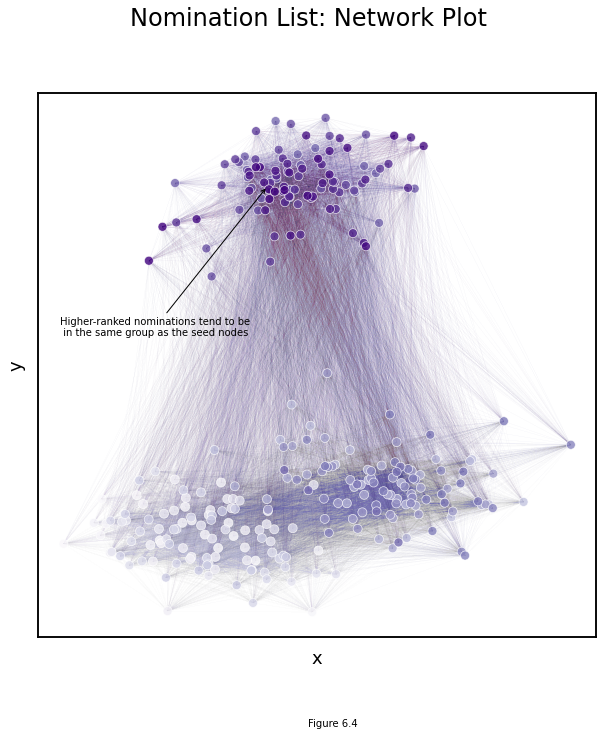 Nomination List: Network Plot
Higher-ranked nominations tend to be
in the same group as the seed nodes
y
x
Figure 6.4